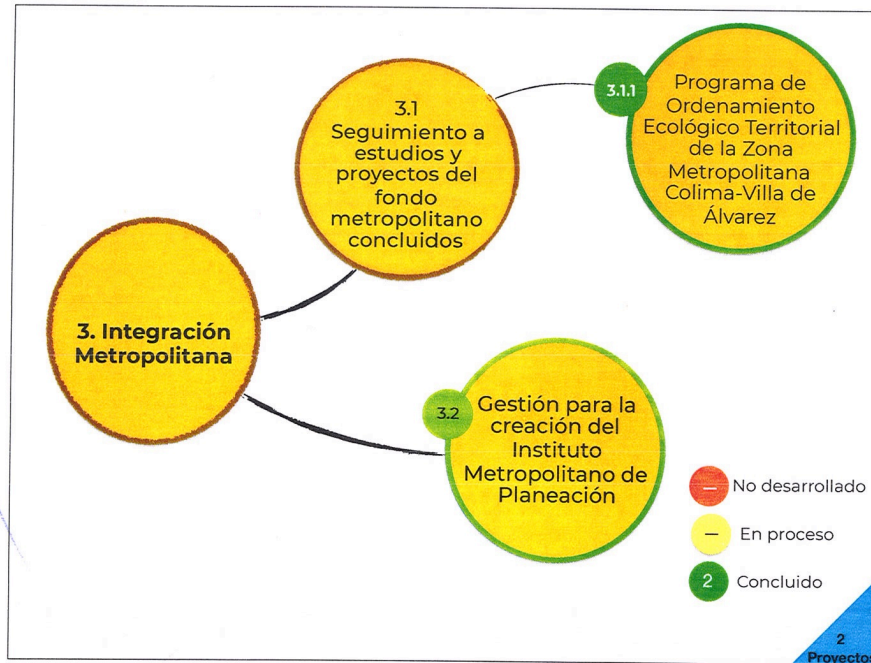 3.1
Seguimiento a
estudios y
proyectos del
fondo
metropolitano
concluidos
3.1.1
Programa de
Ordenamiento
Ecológico Territorial
de la Zona
Metropolitana
Colima-Villa de
Álvarez
3. Integración
Metropolitana
3.2
Gestión para la
creación del
Instituto
Metropolitano de
Planeación
– No desarrollado
– En proceso
2 Concluido
2
Proyectos